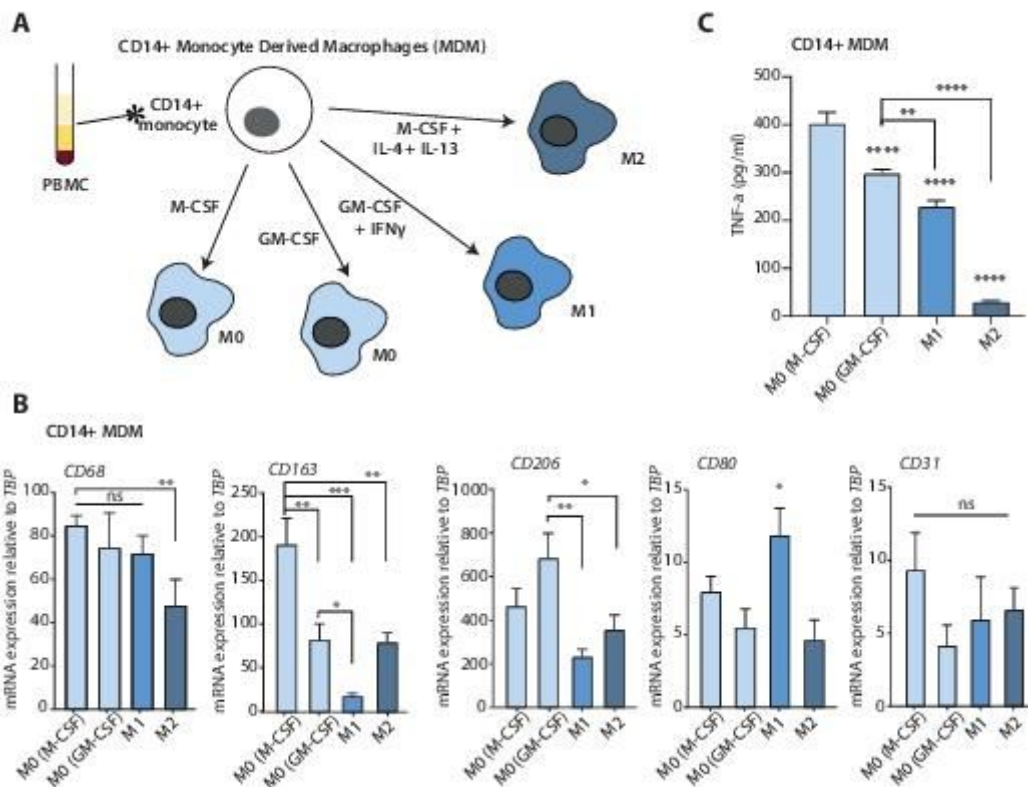 A
CD14+ Monocyte Derived Macrophages (MDM)
CD14+
monocyte
PBMC
M-CSF +
IL-4 + IL-13
M2
M-CSF
GM-CSF
GM-CSF
+ IFNγ
M0
M0
M1
C
CD14+ MDM
TNF-a (pg/ml)
500
400
300
200
100
0
****
**
****
****
****
M0 (M-CSF)
M0 (GM-CSF)
M1
M2
B
CD14+ MDM
CD68
mRNA expression relative to TBP
100
80
60
40
20
0
**
ns
M0 (M-CSF)
M0 (GM-CSF)
M1
M2
CD163
mRNA expression relative to TBP
250
200
150
100
50
0
**
***
**
*
M0 (M-CSF)
M0 (GM-CSF)
M1
M2
CD206
mRNA expression relative to TBP
1000
800
600
400
200
0
*
**
M0 (M-CSF)
M0 (GM-CSF)
M1
M2
CD80
mRNA expression relative to TBP
15
10
5
0
*
M0 (M-CSF)
M0 (GM-CSF)
M1
M2
CD31
mRNA expression relative to TBP
15
10
5
0
ns
M0 (M-CSF)
M0 (GM-CSF)
M1
M2